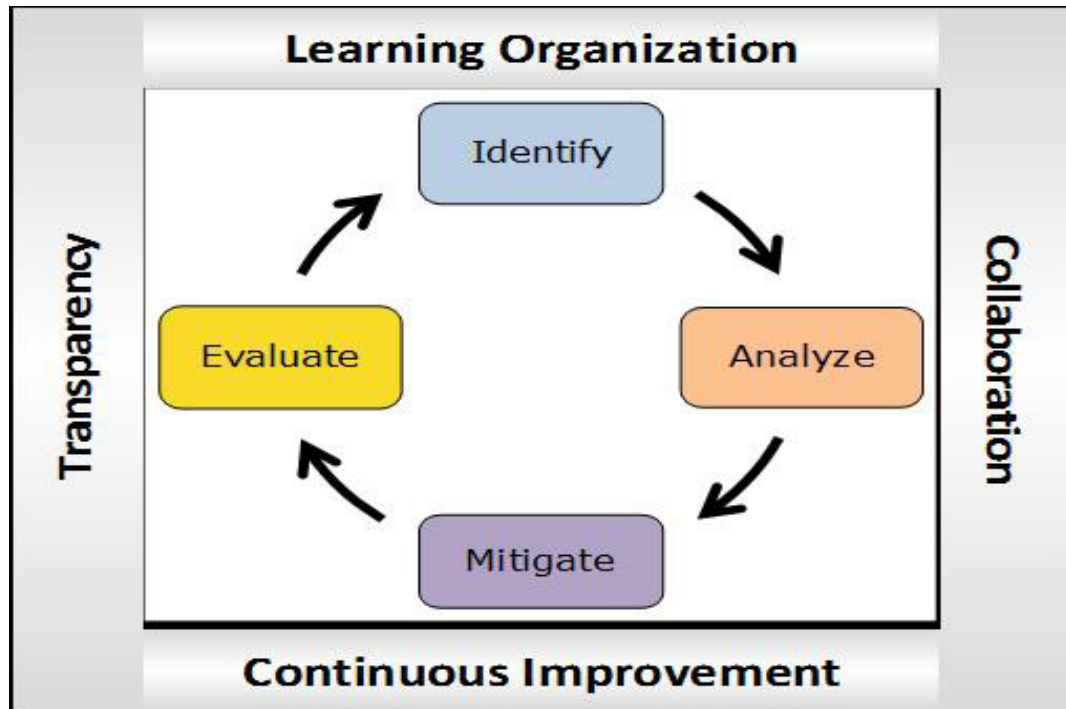 Learning Organization
Identify
Transparency
Evaluate
Analyze
Collaboration
Mitigate
Continuous Improvement